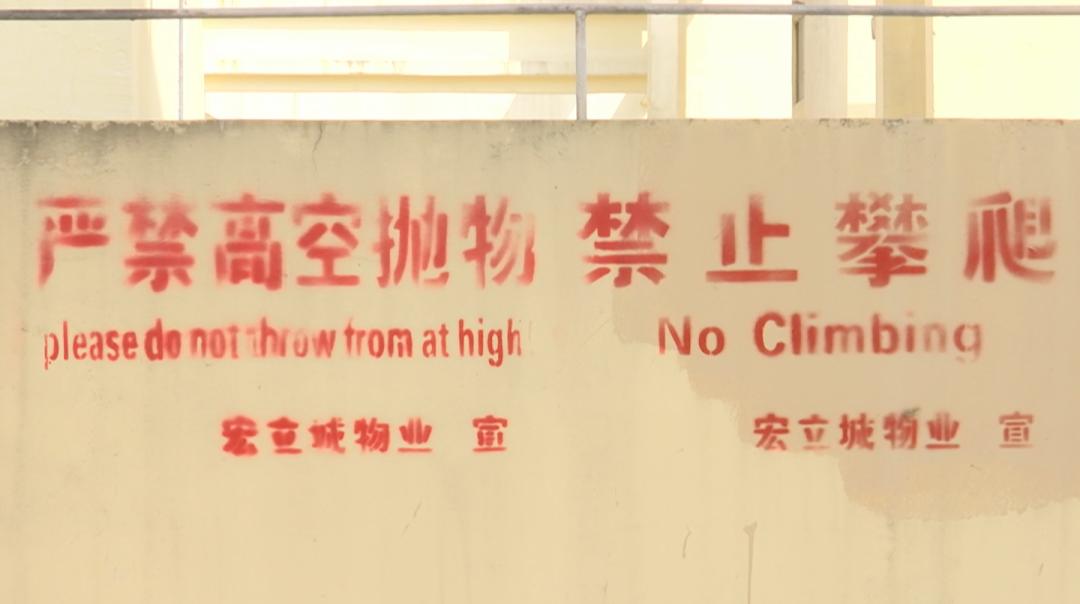 严禁高空抛物
please do not throw from at high
宏立城物业 宣
禁止攀爬
No Climbing
宏立城物业 宣